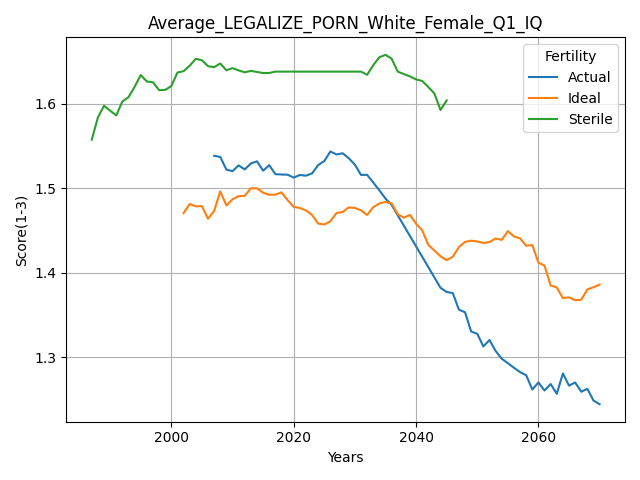 Average_LEGALIZE_PORN_White_Female_Q1_IQ
Fertility
Actual
Ideal
Sterile
Score(1-3)
1.6
1.5
1.4
1.3
2000
2020
2040
2060
Years